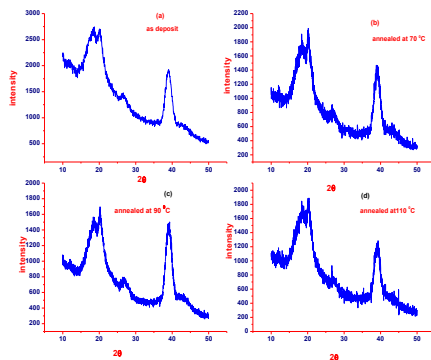 (a)
as deposit
intensity
3000
2500
2000
1500
1000
500
0
10 20 30 40 50
2θ
(b)
annealed at 70 °C
intensity
2200
2000
1800
1600
1400
1200
1000
800
600
400
200
10 20 30 40 50
2θ
(c)
annealed at 90 °C
intensity
2000
1800
1600
1400
1200
1000
800
600
400
200
10 20 30 40 50
2θ
(d)
annealed at110 °C
intensity
2000
1800
1600
1400
1200
1000
800
600
400
200
0
10 20 30 40 50
2θ